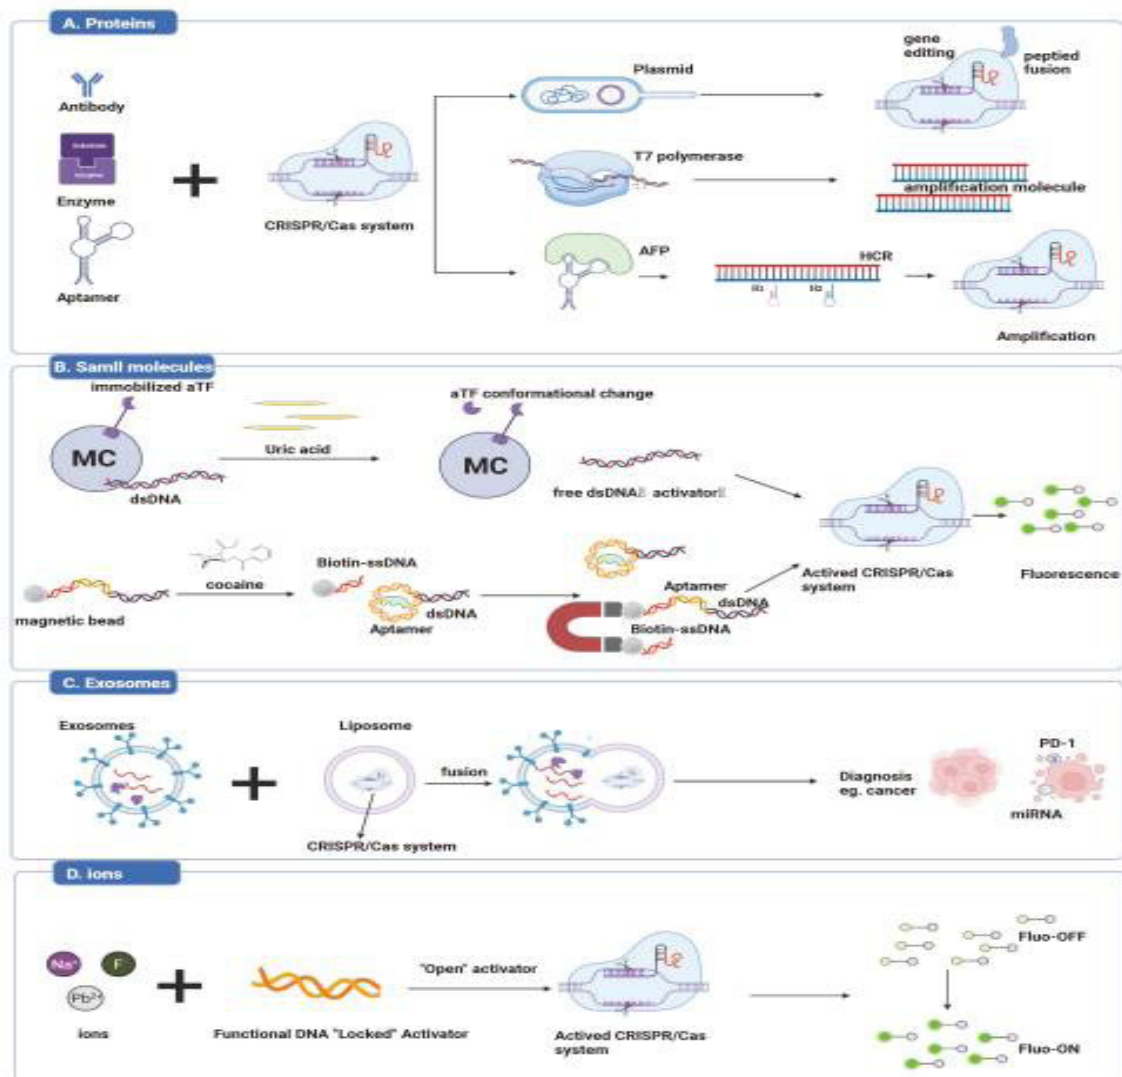 A. Proteins
Antibody
Substrate
Enzyme
Enzyme
Aptamer
CRISPR/Cas system
Plasmid
gene
editing
peptied
fusion
T7 polymerase
amplification molecule
AFP
HCR
H1
H2
Amplification
B. Samll molecules
immobilized aTF
MC
dsDNA
Uric acid
aTF conformational change
MC
free dsDNA activator
magnetic bead
cocaine
Biotin-ssDNA
dsDNA
Aptamer
Aptamer
dsDNA
Biotin-ssDNA
Actived CRISPR/Cas
system
Fluorescence
C. Exosomes
Exosomes
Liposome
fusion
CRISPR/Cas system
Diagnosis
eg. cancer
PD-1
miRNA
D. ions
Na⁺
F
Pb²⁺
ions
Functional DNA "Locked" Activator
"Open" activator
Actived CRISPR/Cas
system
Fluo-OFF
Fluo-ON